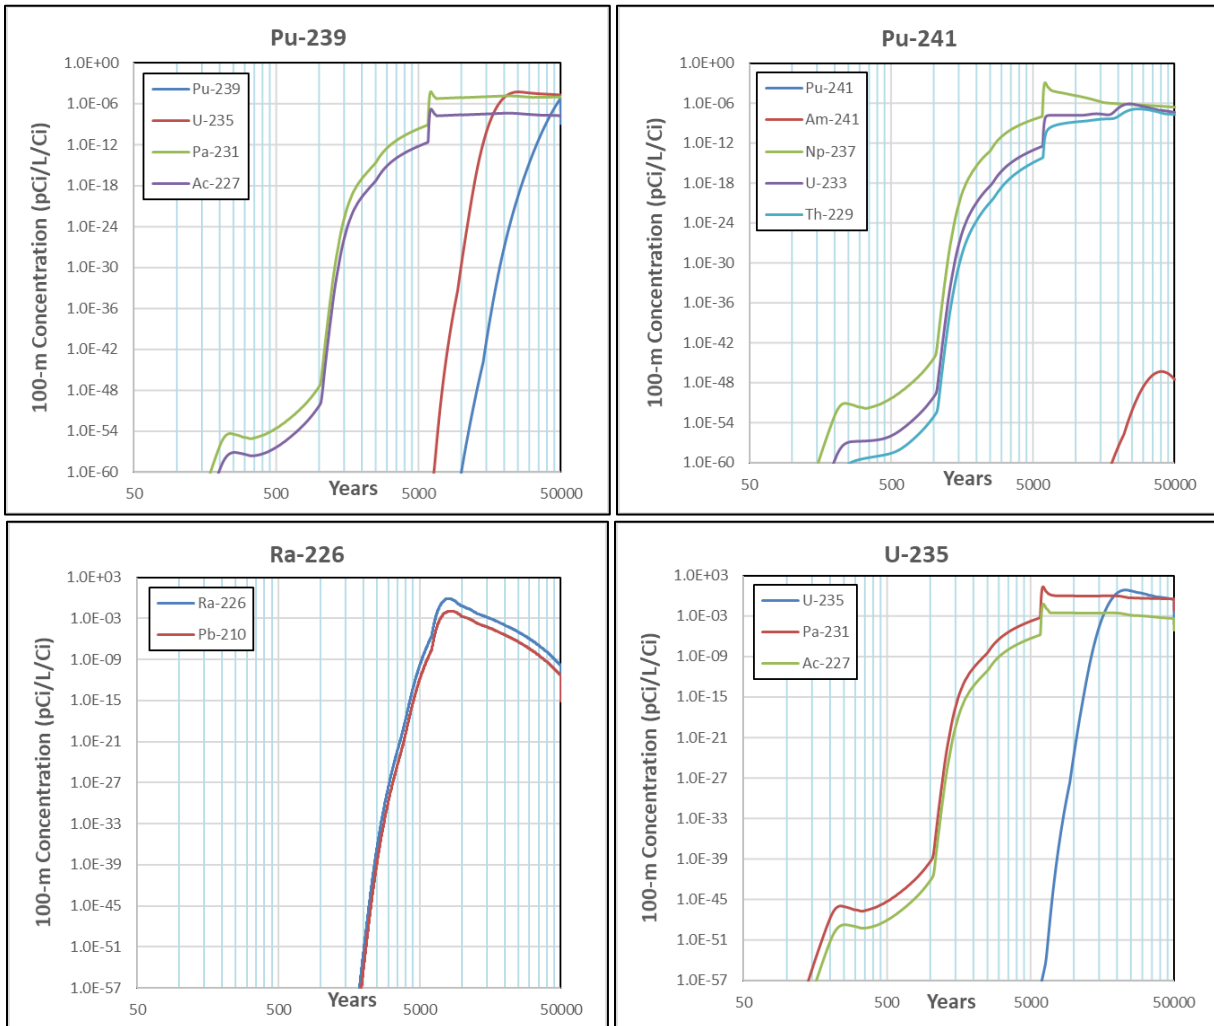 Pu-239
1.0E+00
1.0E-06
1.0E-12
1.0E-18
1.0E-24
1.0E-30
1.0E-36
1.0E-42
1.0E-48
1.0E-54
1.0E-60
100-m Concentration (pCi/L/Ci)
Pu-239
U-235
Pa-231
Ac-227
50
500
5000
50000
Years
Pu-241
1.0E+00
1.0E-06
1.0E-12
1.0E-18
1.0E-24
1.0E-30
1.0E-36
1.0E-42
1.0E-48
1.0E-54
1.0E-60
100-m Concentration (pCi/L/Ci)
Pu-241
Am-241
Np-237
U-233
Th-229
50
500
5000
50000
Years
Ra-226
1.0E+03
1.0E-03
1.0E-09
1.0E-15
1.0E-21
1.0E-27
1.0E-33
1.0E-39
1.0E-45
1.0E-51
1.0E-57
100-m Concentration (pCi/L/Ci)
Ra-226
Pb-210
50
500
5000
50000
Years
U-235
1.0E+03
1.0E-03
1.0E-09
1.0E-15
1.0E-21
1.0E-27
1.0E-33
1.0E-39
1.0E-45
1.0E-51
1.0E-57
100-m Concentration (pCi/L/Ci)
U-235
Pa-231
Ac-227
50
500
5000
50000
Years